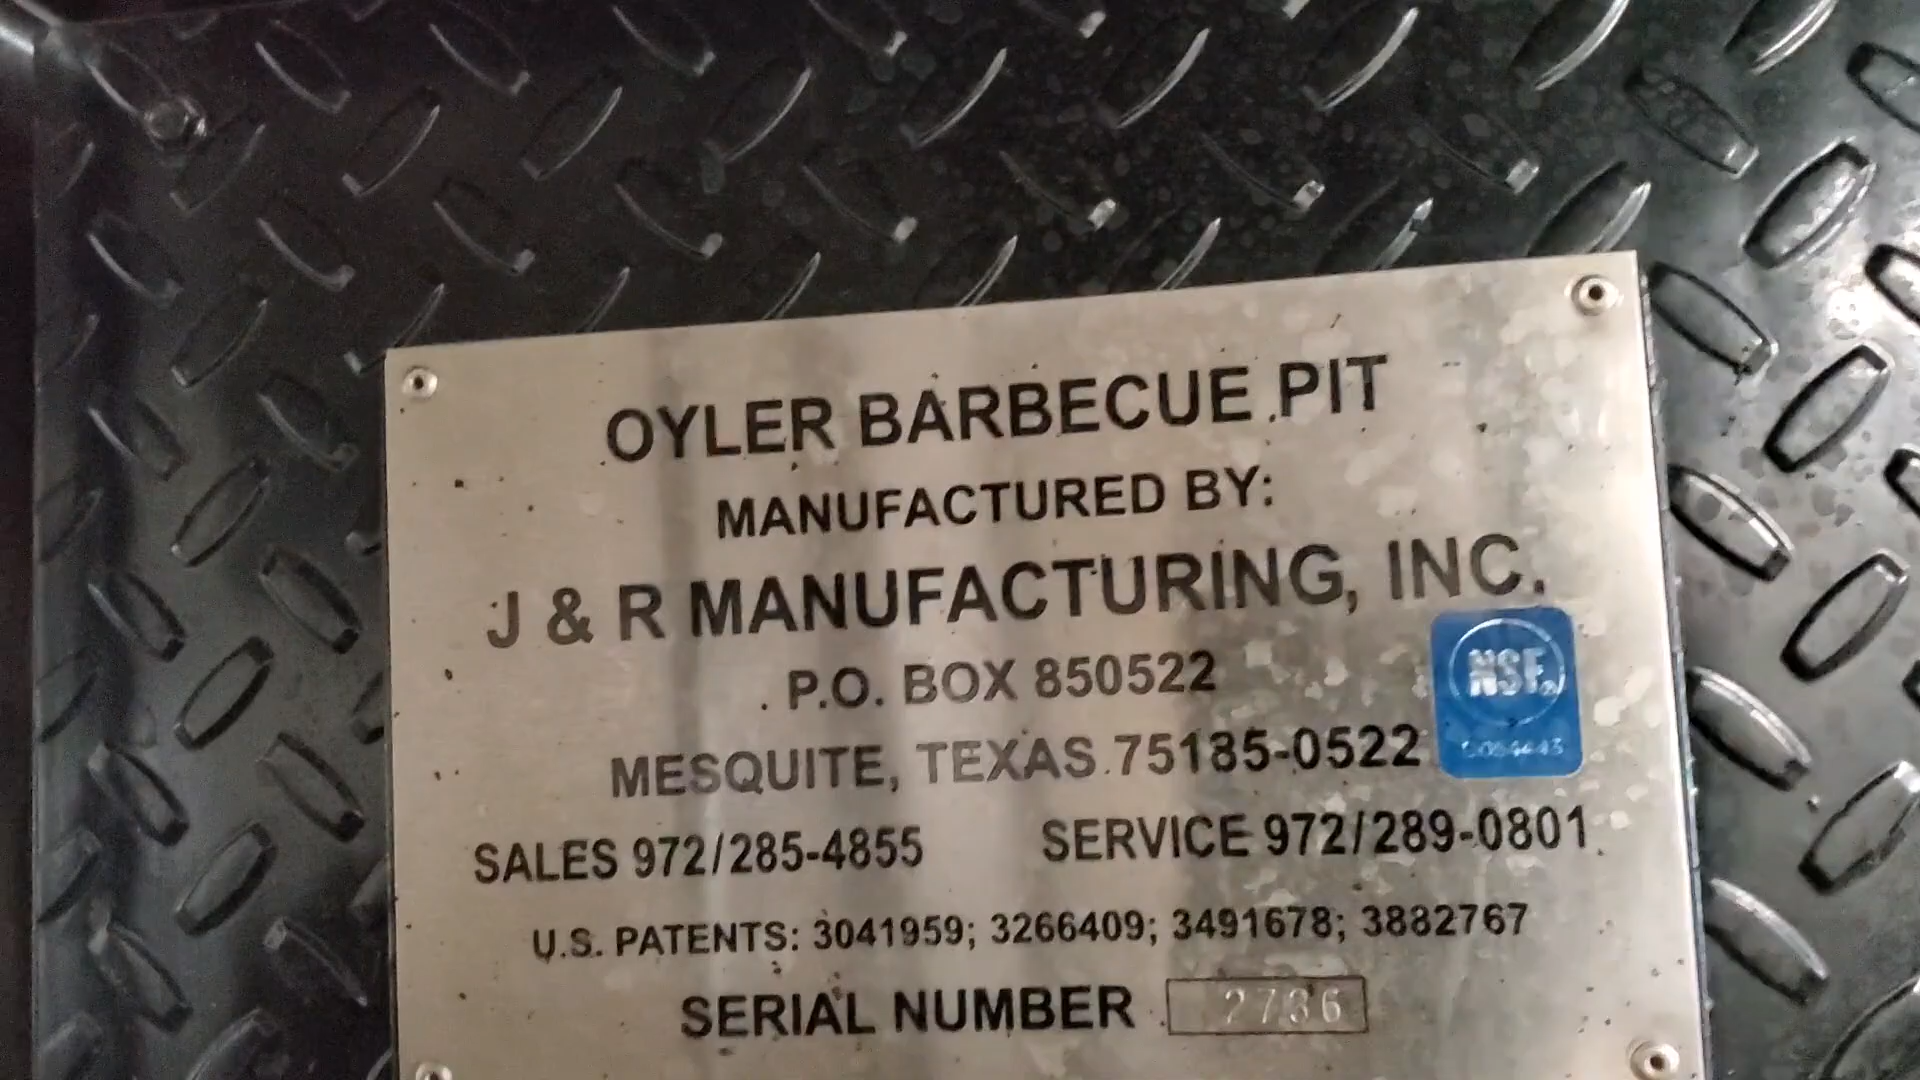 OYLER BARBECUE PIT
MANUFACTURED BY:
J & R MANUFACTURING, INC.
P.O. BOX 850522
MESQUITE, TEXAS 75185-0522
NSF
SALES 972/285-4855 SERVICE 972/289-0801
U.S. PATENTS: 3041959; 3266409; 3491678; 3882767
SERIAL NUMBER 2736